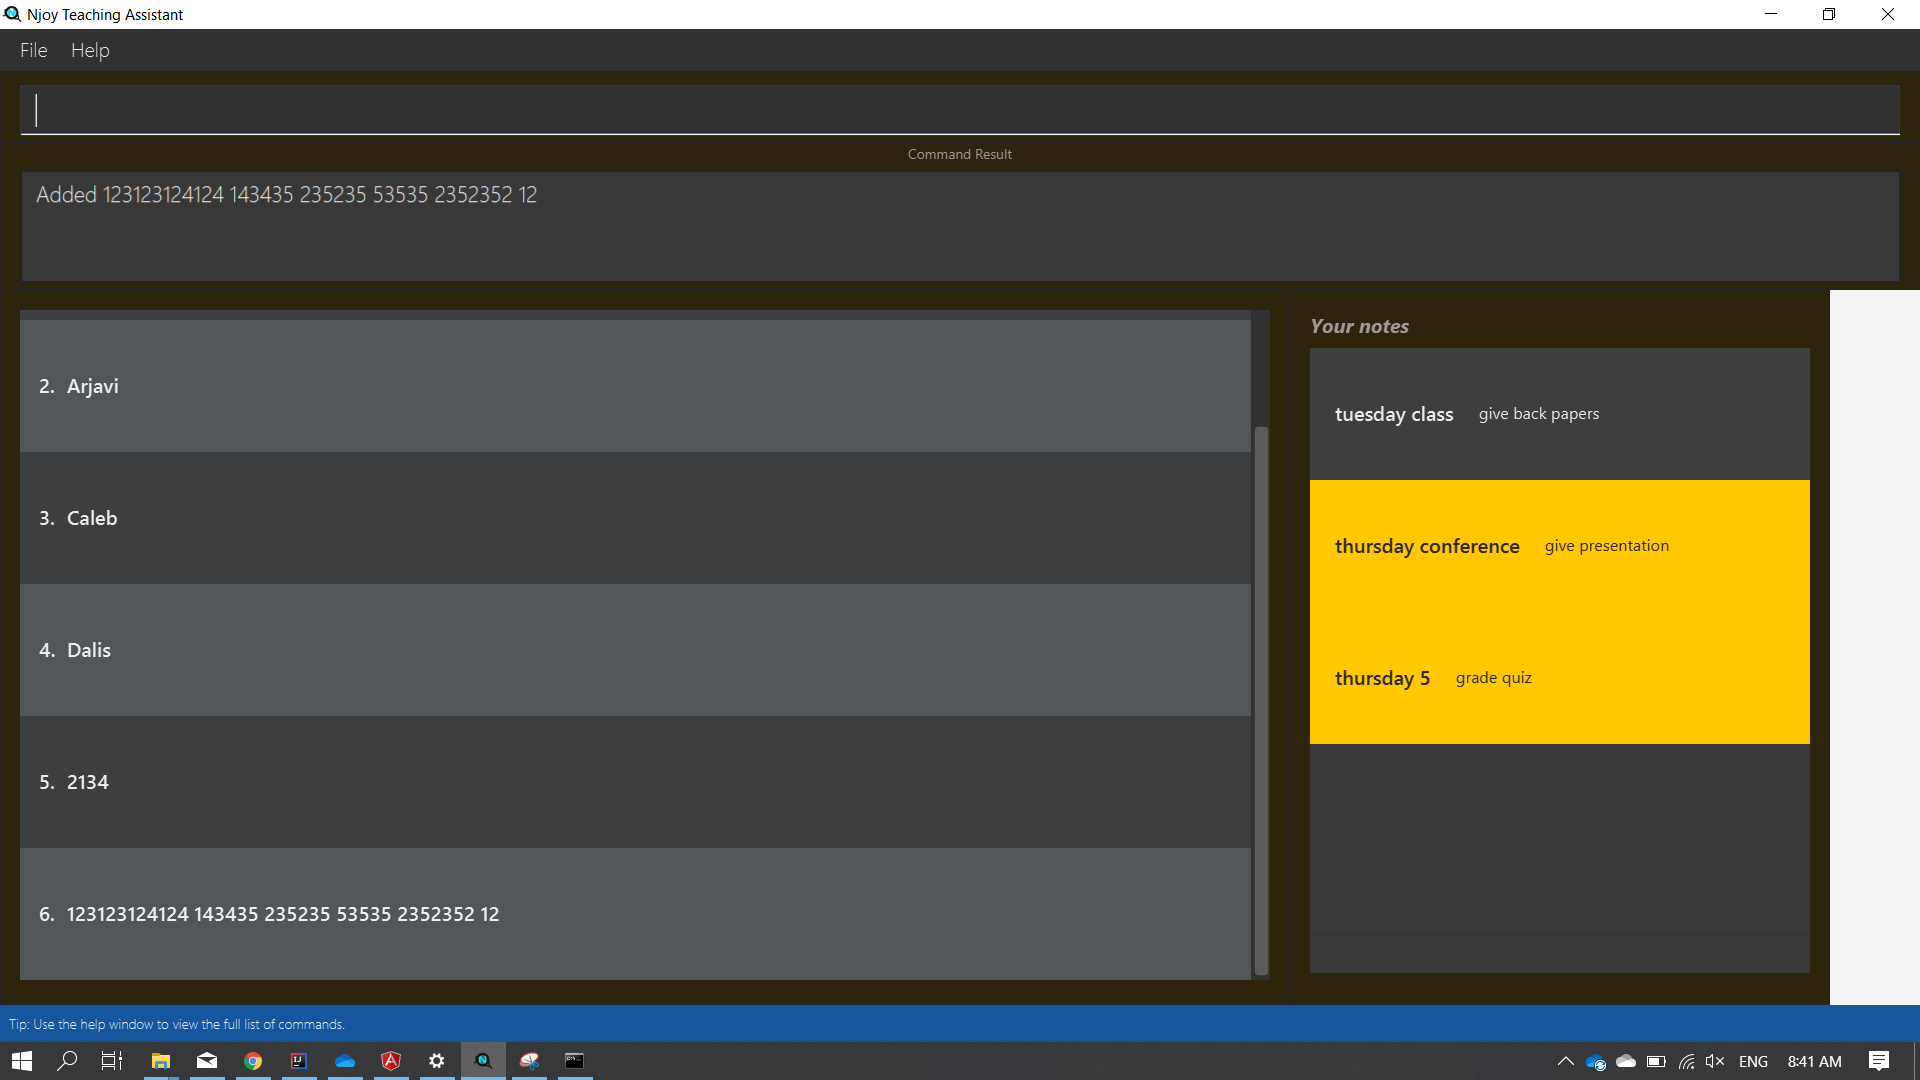 Njoy Teaching Assistant
File Help
Command Result
Added 123123124124 143435 235235 53535 2352352 12
2. Arjavi
3. Caleb
4. Dalis
5. 2134
6. 123123124124 143435 235235 53535 2352352 12
Your notes
tuesday class give back papers
thursday conference give presentation
thursday 5 grade quiz
Tip: Use the help window to view the full list of commands.
ENG 8:41 AM